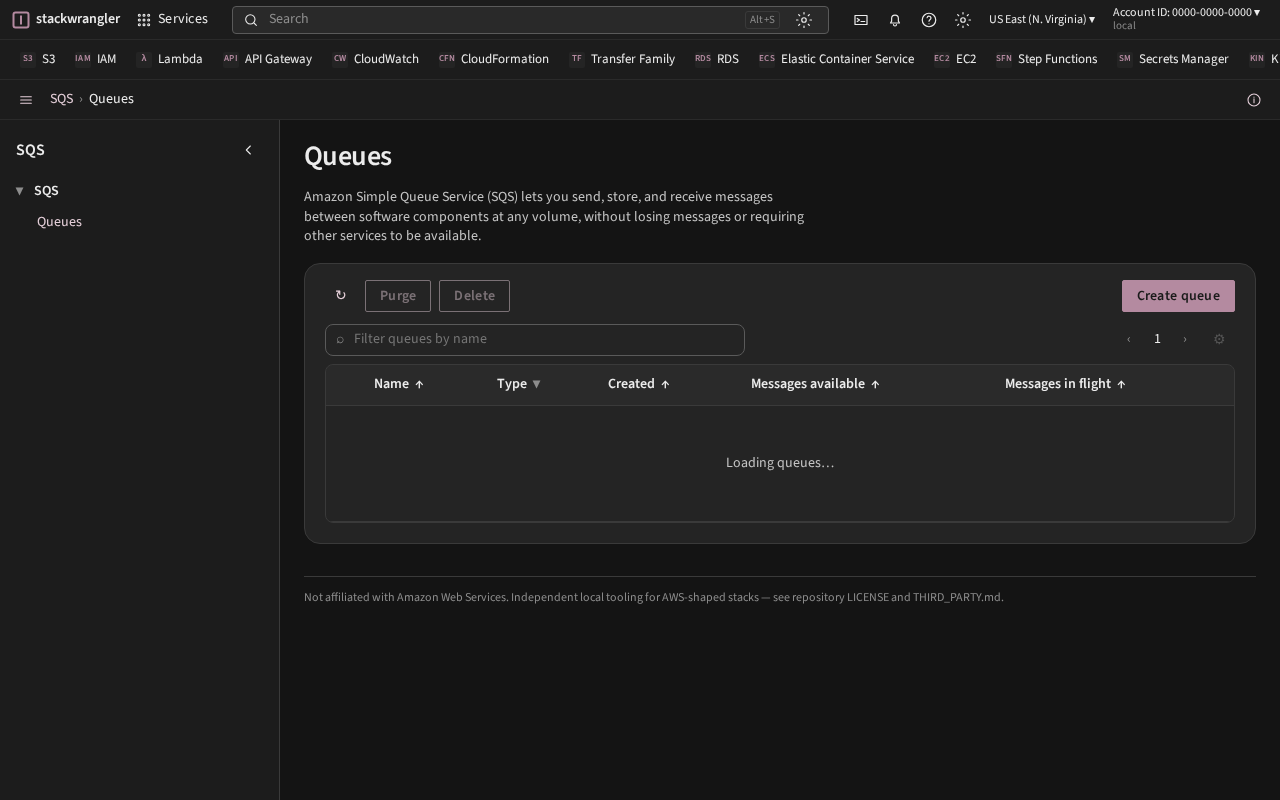 stackwrangler
Services
Search
Alt+S
US East (N. Virginia) ▾
Account ID: 0000-0000-0000 ▾
local
S3 S3
IAM IAM
λ Lambda
API API Gateway
CW CloudWatch
CFN CloudFormation
TF Transfer Family
RDS RDS
ECS Elastic Container Service
EC2 EC2
SFN Step Functions
SM Secrets Manager
KIN K
SQS › Queues
SQS
▼ SQS
Queues
Queues
Amazon Simple Queue Service (SQS) lets you send, store, and receive messages
between software components at any volume, without losing messages or requiring
other services to be available.
↻ Purge Delete Create queue
Filter queues by name
‹ 1 ›
Name ↑ Type ▼ Created ↑ Messages available ↑ Messages in flight ↑
Loading queues…
Not affiliated with Amazon Web Services. Independent local tooling for AWS-shaped stacks — see repository LICENSE and THIRD_PARTY.md.